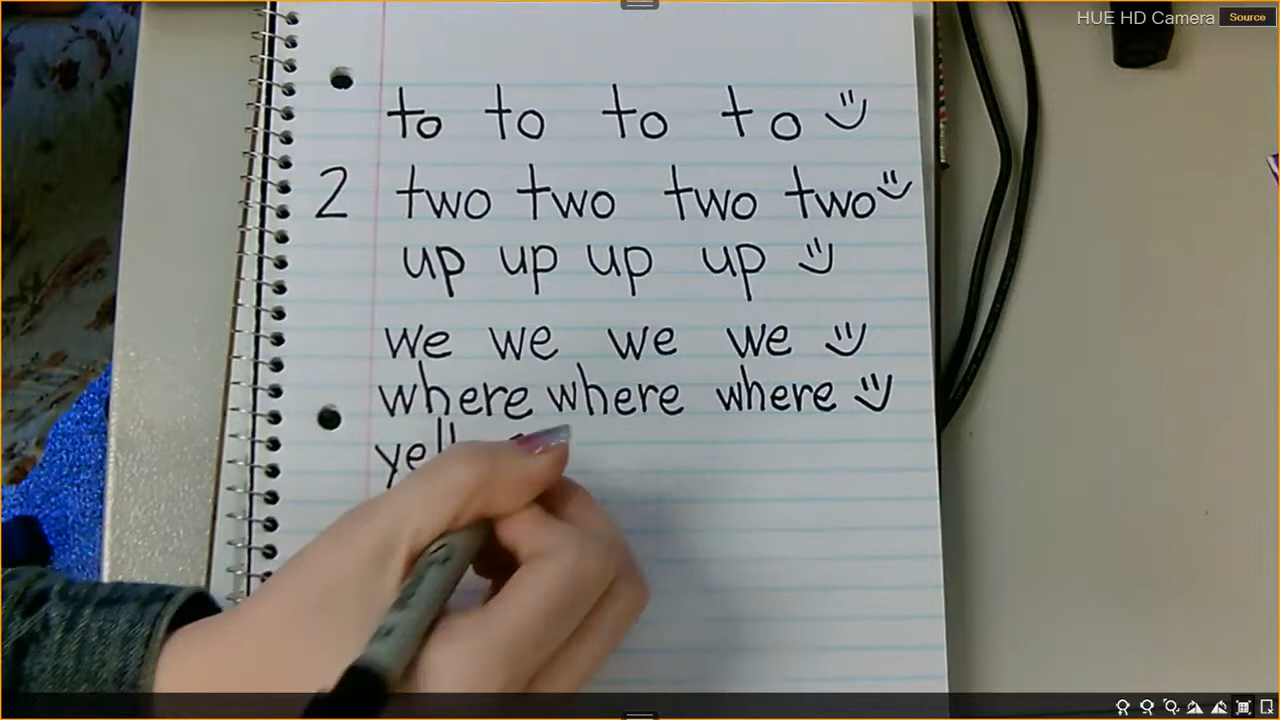 HUE HD Camera Source
to to to to
2 two two two two
up up up up
we we we we
where where where